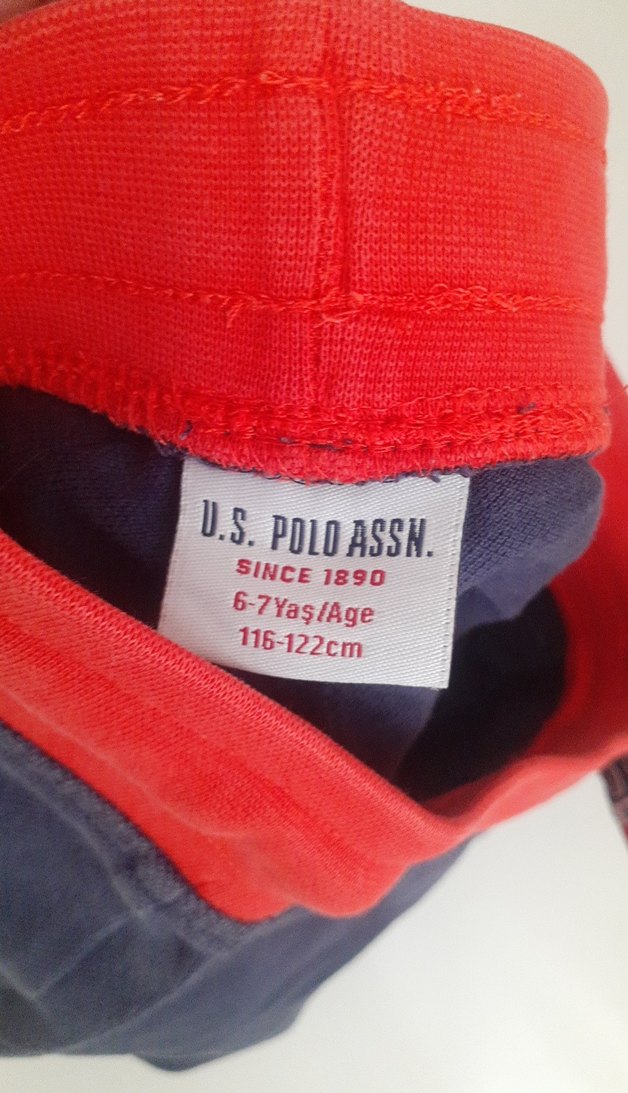 U.S. POLO ASSN.
SINCE 1890
6-7Yaş/Age
116-122cm